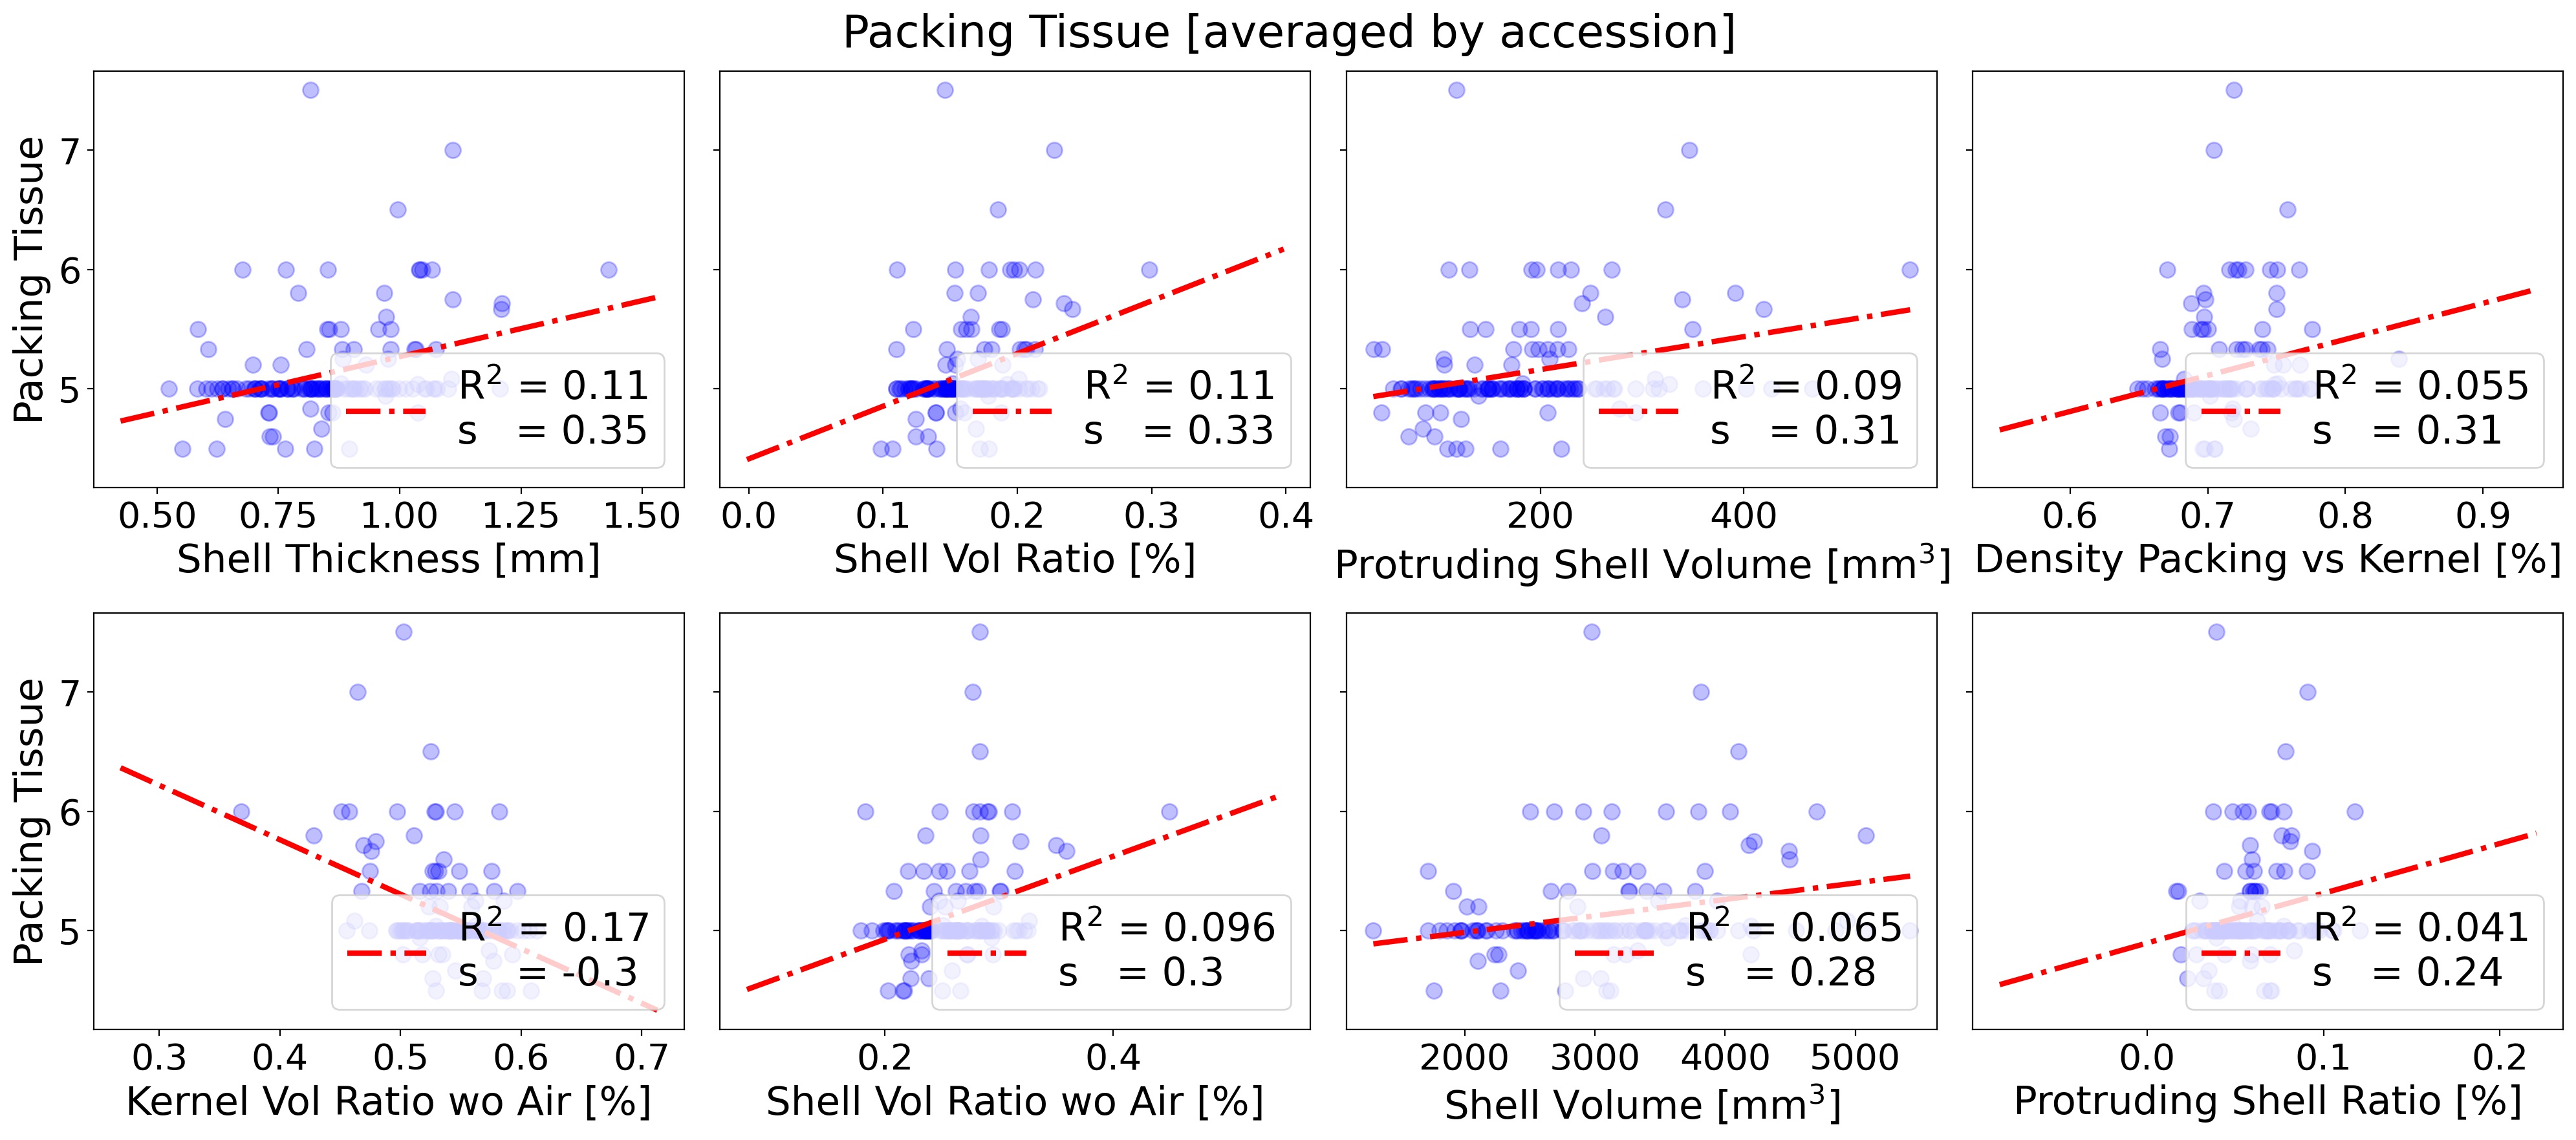 Packing Tissue [averaged by accession]
Packing Tissue
7
6
5
R² = 0.11
s = 0.35
0.50 0.75 1.00 1.25 1.50
Shell Thickness [mm]
R² = 0.11
s = 0.33
0.0 0.1 0.2 0.3 0.4
Shell Vol Ratio [%]
R² = 0.09
s = 0.31
200 400
Protruding Shell Volume [mm³]
R² = 0.055
s = 0.31
0.6 0.7 0.8 0.9
Density Packing vs Kernel [%]
Packing Tissue
7
6
5
R² = 0.17
s = -0.3
0.3 0.4 0.5 0.6 0.7
Kernel Vol Ratio wo Air [%]
R² = 0.096
s = 0.3
0.2 0.4
Shell Vol Ratio wo Air [%]
R² = 0.065
s = 0.28
2000 3000 4000 5000
Shell Volume [mm³]
R² = 0.041
s = 0.24
0.0 0.1 0.2
Protruding Shell Ratio [%]